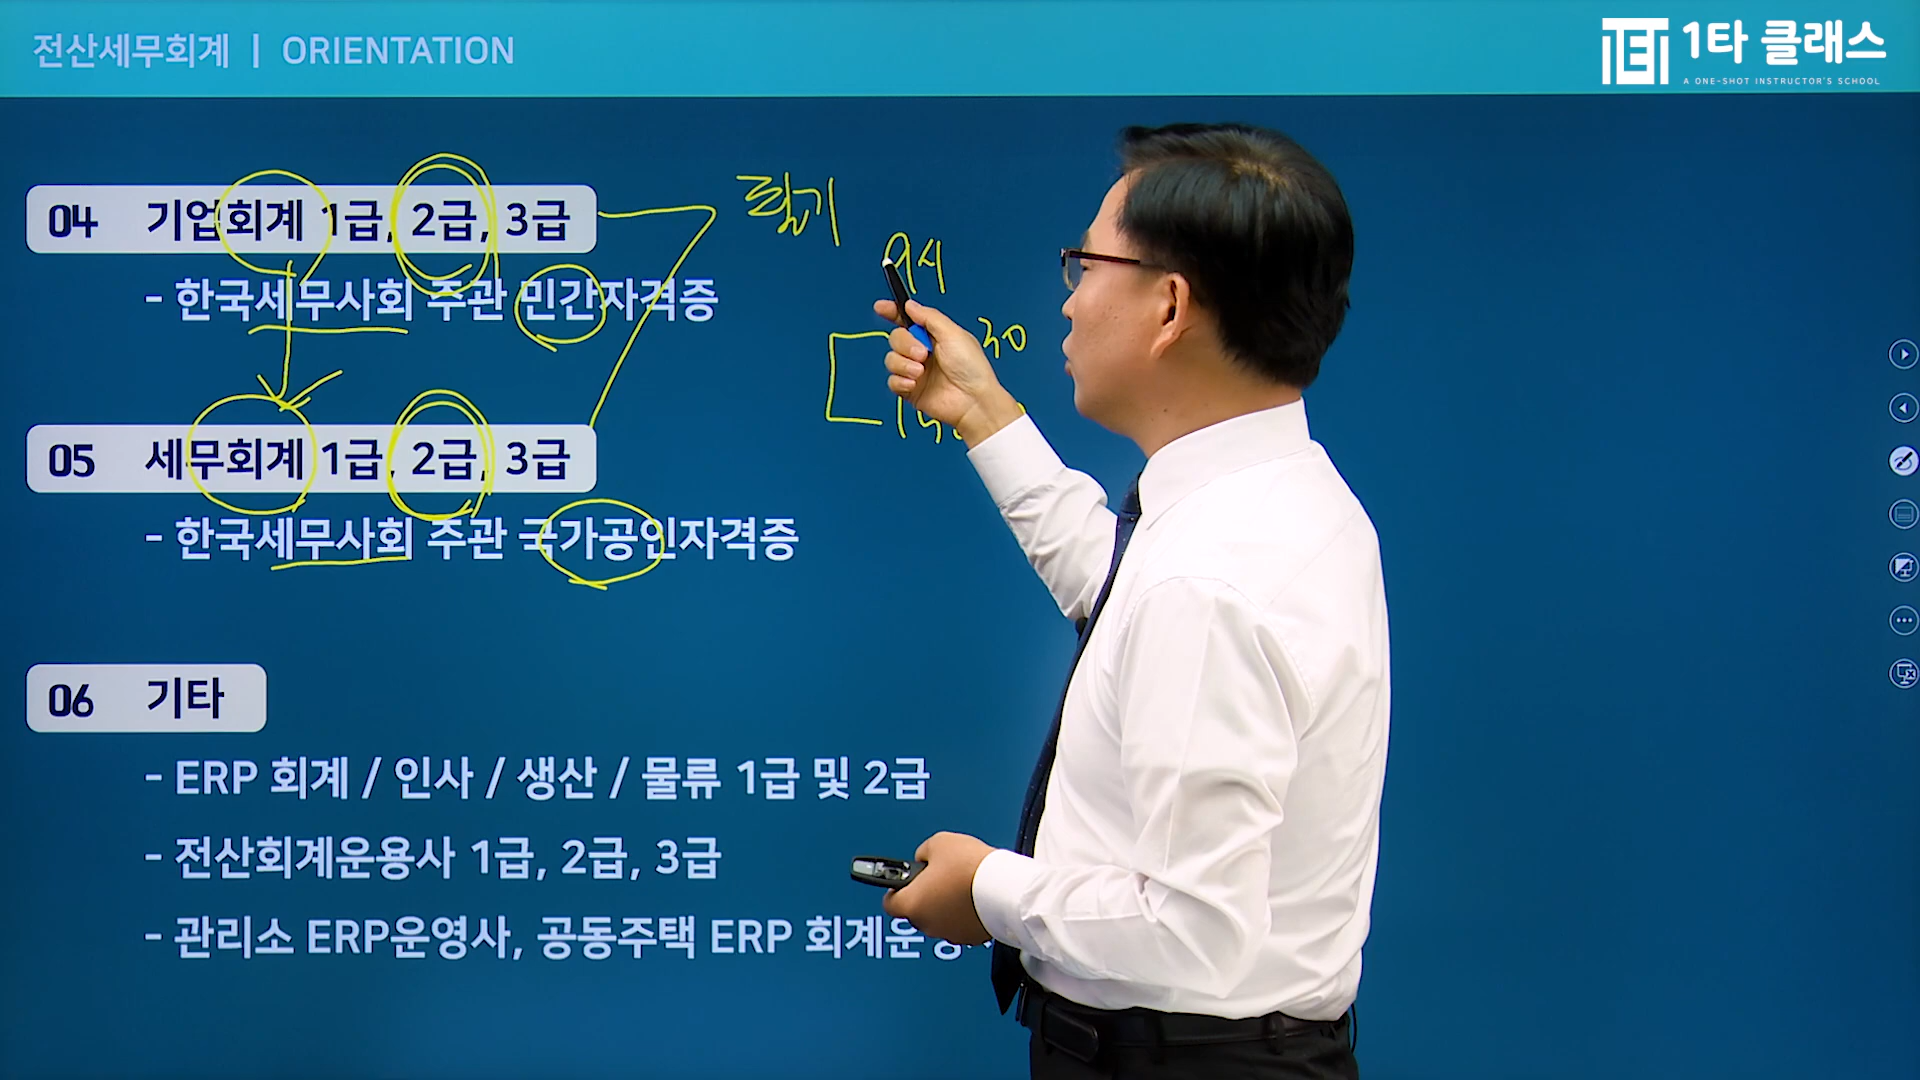 전산세무회계 | ORIENTATION
1타 클래스
A ONE-SHOT INSTRUCTOR'S SCHOOL
04 기업회계 1급, 2급, 3급
필기
9시
- 한국세무사회 주관 민간자격증
30
05 세무회계 1급, 2급, 3급
- 한국세무사회 주관 국가공인자격증
06 기타
- ERP 회계 / 인사 / 생산 / 물류 1급 및 2급
- 전산회계운용사 1급, 2급, 3급
- 관리소 ERP운영사, 공동주택 ERP